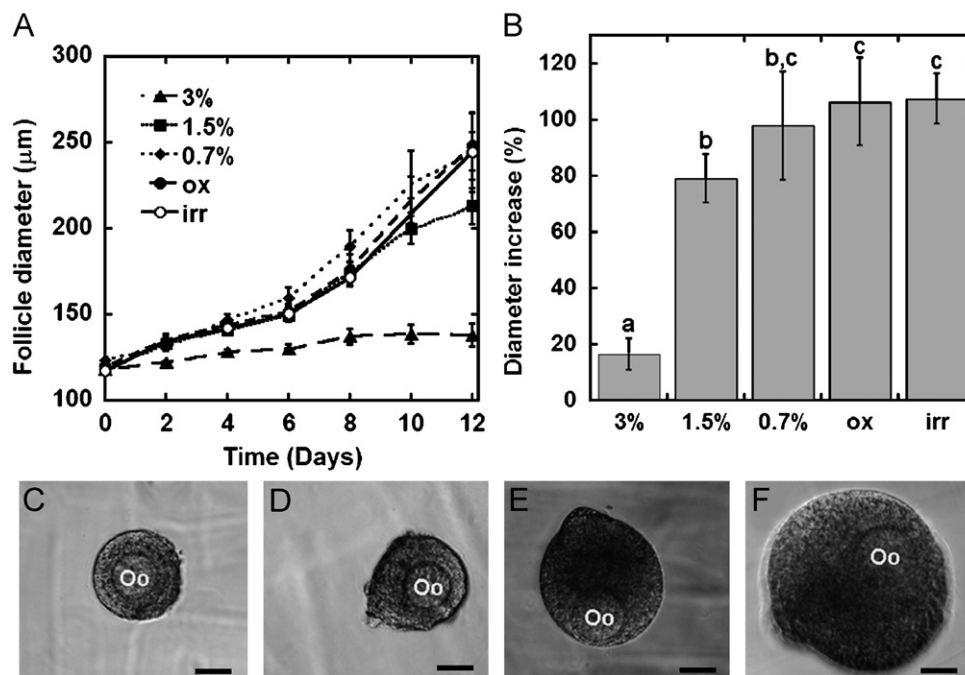 A
300
250
200
150
100
Follicle diameter (μm)
3%
1.5%
0.7%
ox
irr
0 2 4 6 8 10 12
Time (Days)
B
120
100
80
60
40
20
0
Diameter increase (%)
a
b
b,c
c
c
3% 1.5% 0.7% ox irr
C
Oo
D
Oo
E
Oo
F
Oo